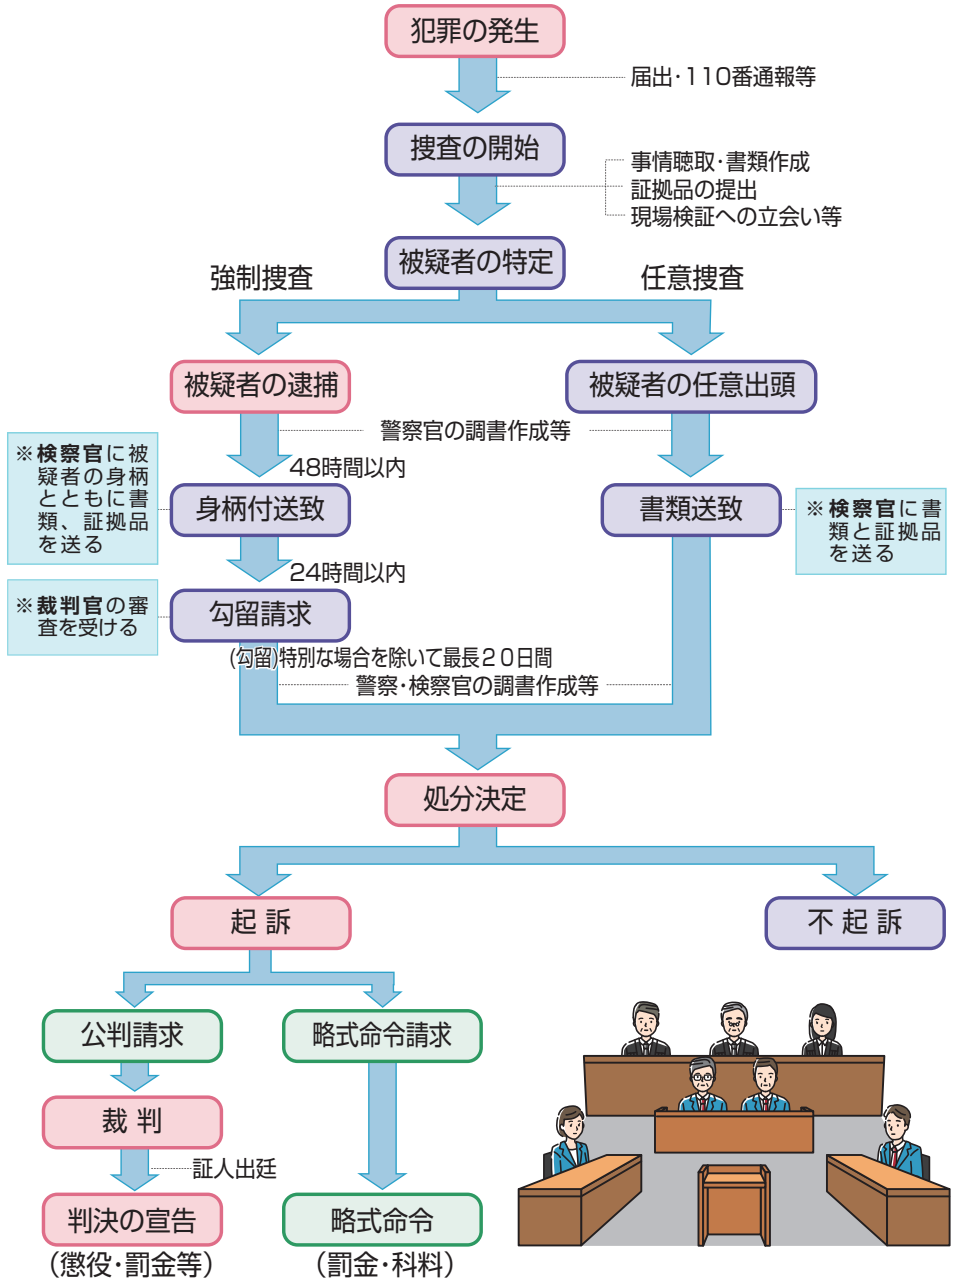 犯罪の発生
届出・110番通報等
捜査の開始
事情聴取・書類作成
証拠品の提出
現場検証への立会い等
被疑者の特定
強制捜査
任意捜査
被疑者の逮捕
被疑者の任意出頭
警察官の調書作成等
※検察官に被
疑者の身柄
とともに書
類、証拠品
を送る
48時間以内
身柄付送致
書類送致
※検察官に書
類と証拠品
を送る
24時間以内
※裁判官の審
査を受ける
勾留請求
(勾留)特別な場合を除いて最長20日間
警察・検察官の調書作成等
処分決定
起 訴
不 起 訴
公判請求
略式命令請求
裁 判
証人出廷
判決の宣告
略式命令
(懲役・罰金等)
(罰金・科料)